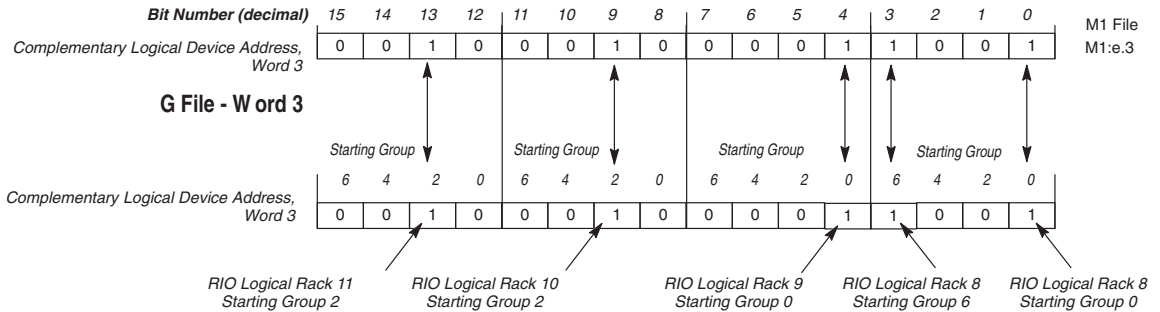 Bit Number (decimal) 15 14 13 12 11 10 9 8 7 6 5 4 3 2 1 0 M1 File
Complementary Logical Device Address, 0 0 1 0 0 0 1 0 0 0 0 1 1 0 0 1 M1:e.3
Word 3
G File - W ord 3
Starting Group Starting Group Starting Group Starting Group
6 4 2 0 6 4 2 0 6 4 2 0 6 4 2 0
Complementary Logical Device Address,
Word 3 0 0 1 0 0 0 1 0 0 0 0 1 1 0 0 1
RIO Logical Rack 11 RIO Logical Rack 10 RIO Logical Rack 9 RIO Logical Rack 8 RIO Logical Rack 8
Starting Group 2 Starting Group 2 Starting Group 0 Starting Group 6 Starting Group 0